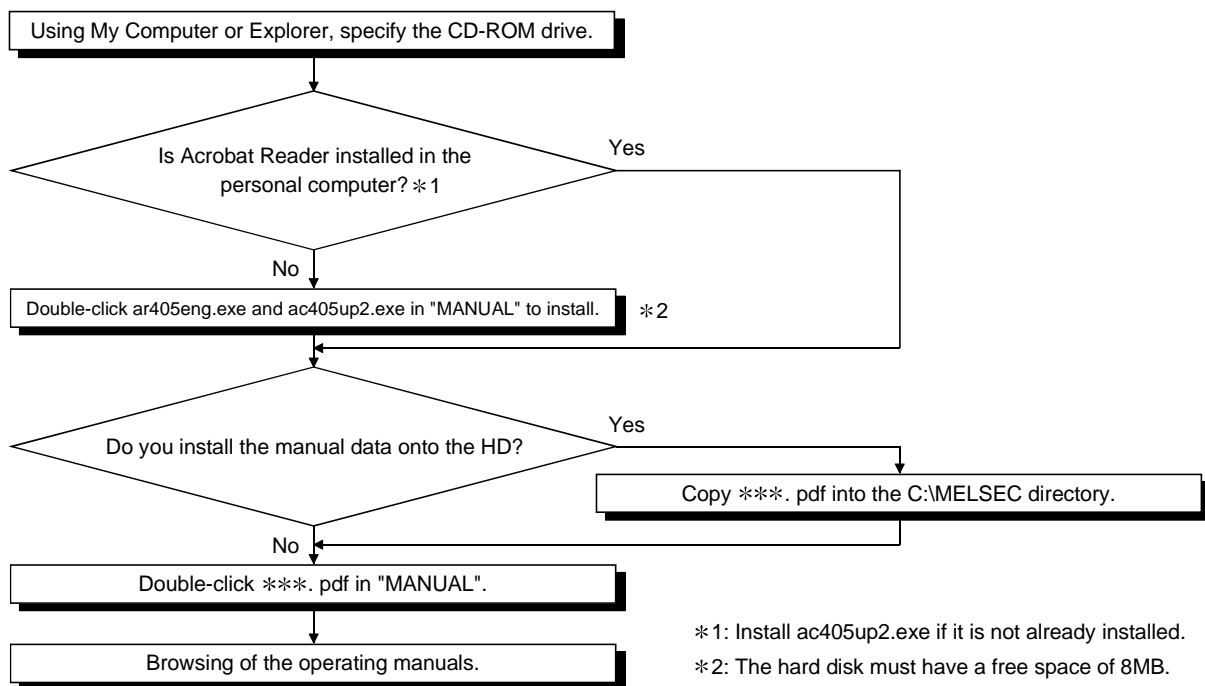 Using My Computer or Explorer, specify the CD-ROM drive.
Is Acrobat Reader installed in the
personal computer? ＊1
Yes
No
Double-click ar405eng.exe and ac405up2.exe in "MANUAL" to install.
＊2
Do you install the manual data onto the HD?
Yes
Copy ＊＊＊. pdf into the C:\MELSEC directory.
No
Double-click ＊＊＊. pdf in "MANUAL".
Browsing of the operating manuals.
＊1: Install ac405up2.exe if it is not already installed.
＊2: The hard disk must have a free space of 8MB.